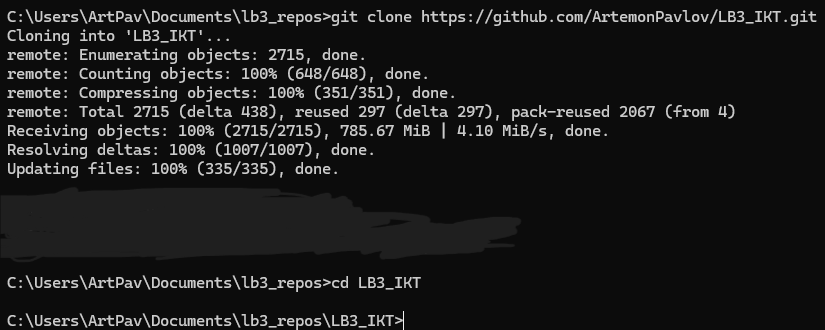 C:\Users\ArtPav\Documents\lb3_repos>git clone https://github.com/ArtemonPavlov/LB3_IKT.git
Cloning into 'LB3_IKT'...
remote: Enumerating objects: 2715, done.
remote: Counting objects: 100% (648/648), done.
remote: Compressing objects: 100% (351/351), done.
remote: Total 2715 (delta 438), reused 297 (delta 297), pack-reused 2067 (from 4)
Receiving objects: 100% (2715/2715), 785.67 MiB | 4.10 MiB/s, done.
Resolving deltas: 100% (1007/1007), done.
Updating files: 100% (335/335), done.
C:\Users\ArtPav\Documents\lb3_repos>cd LB3_IKT
C:\Users\ArtPav\Documents\lb3_repos\LB3_IKT>